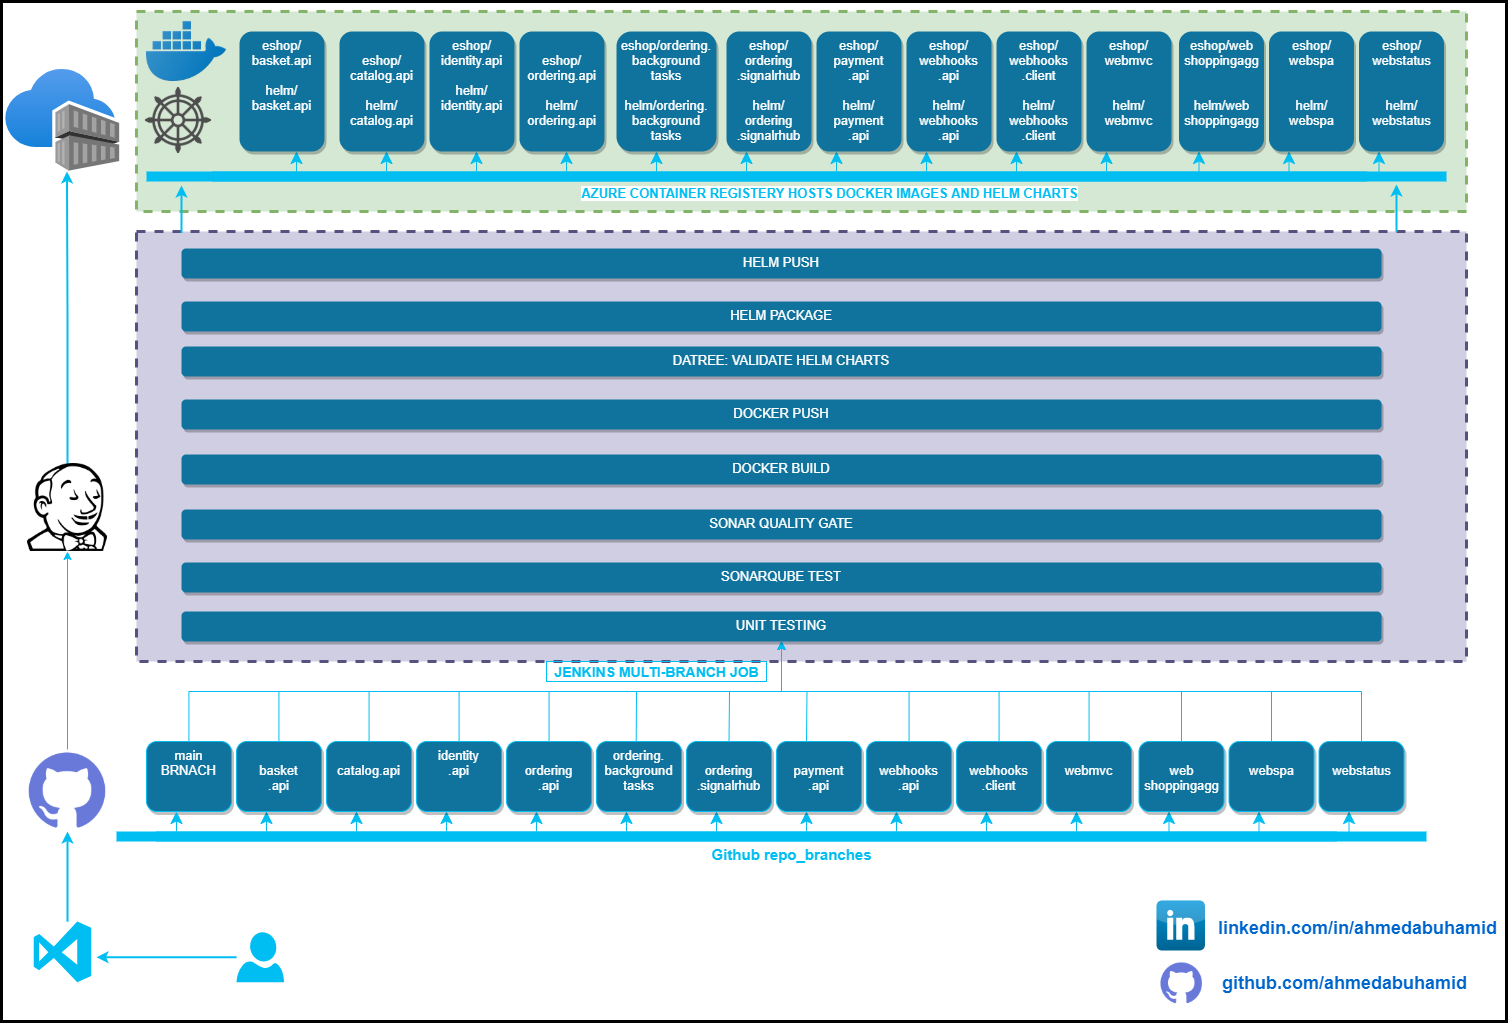 eshop/
basket.api
helm/
basket.api
eshop/
catalog.api
helm/
catalog.api
eshop/
identity.api
helm/
identity.api
eshop/
ordering.api
helm/
ordering.api
eshop/ordering.
background
tasks
helm/ordering.
background
tasks
eshop/
ordering
.signalrhub
helm/
ordering
.signalrhub
eshop/
payment
.api
helm/
payment
.api
eshop/
webhooks
.api
helm/
webhooks
.api
eshop/
webhooks
.client
helm/
webhooks
.client
eshop/
webmvc
helm/
webmvc
eshop/web
shoppingagg
helm/web
shoppingagg
eshop/
webspa
helm/
webspa
eshop/
webstatus
helm/
webstatus
AZURE CONTAINER REGISTERY HOSTS DOCKER IMAGES AND HELM CHARTS
HELM PUSH
HELM PACKAGE
DATREE: VALIDATE HELM CHARTS
DOCKER PUSH
DOCKER BUILD
SONAR QUALITY GATE
SONARQUBE TEST
UNIT TESTING
JENKINS MULTI-BRANCH JOB
main
BRNACH
basket
.api
catalog.api
identity
.api
ordering
.api
ordering.
background
tasks
ordering
.signalrhub
payment
.api
webhooks
.api
webhooks
.client
webmvc
web
shoppingagg
webspa
webstatus
Github repo_branches
in
linkedin.com/in/ahmedabuhamid
github.com/ahmedabuhamid